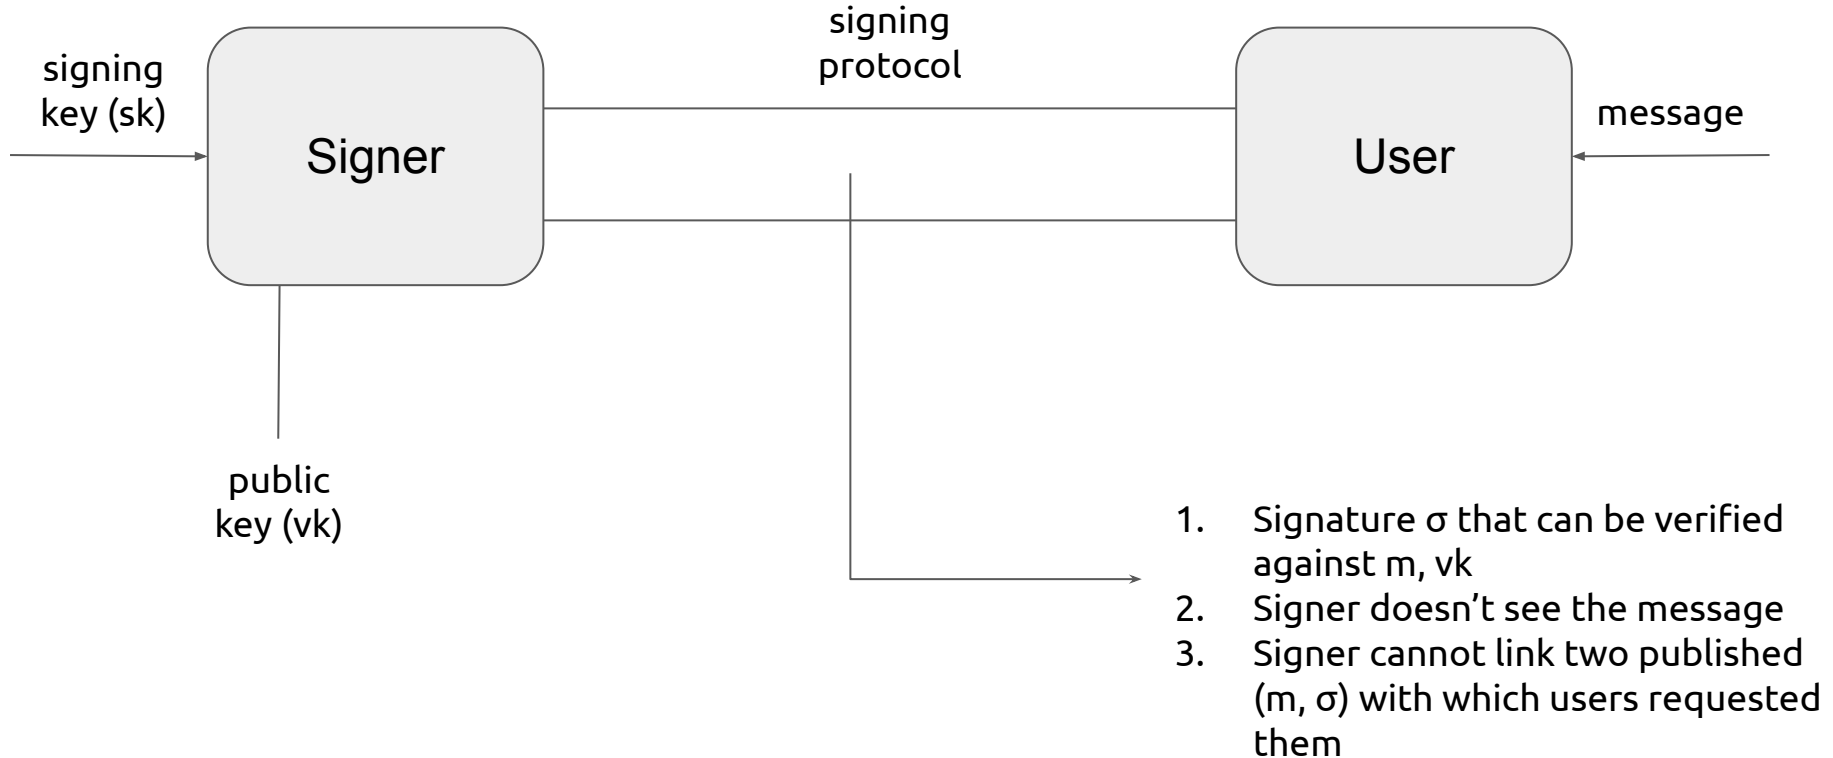 signing
protocol
signing
key (sk)
Signer
User
message
public
key (vk)
1. Signature σ that can be verified
against m, vk
2. Signer doesn’t see the message
3. Signer cannot link two published
(m, σ) with which users requested
them